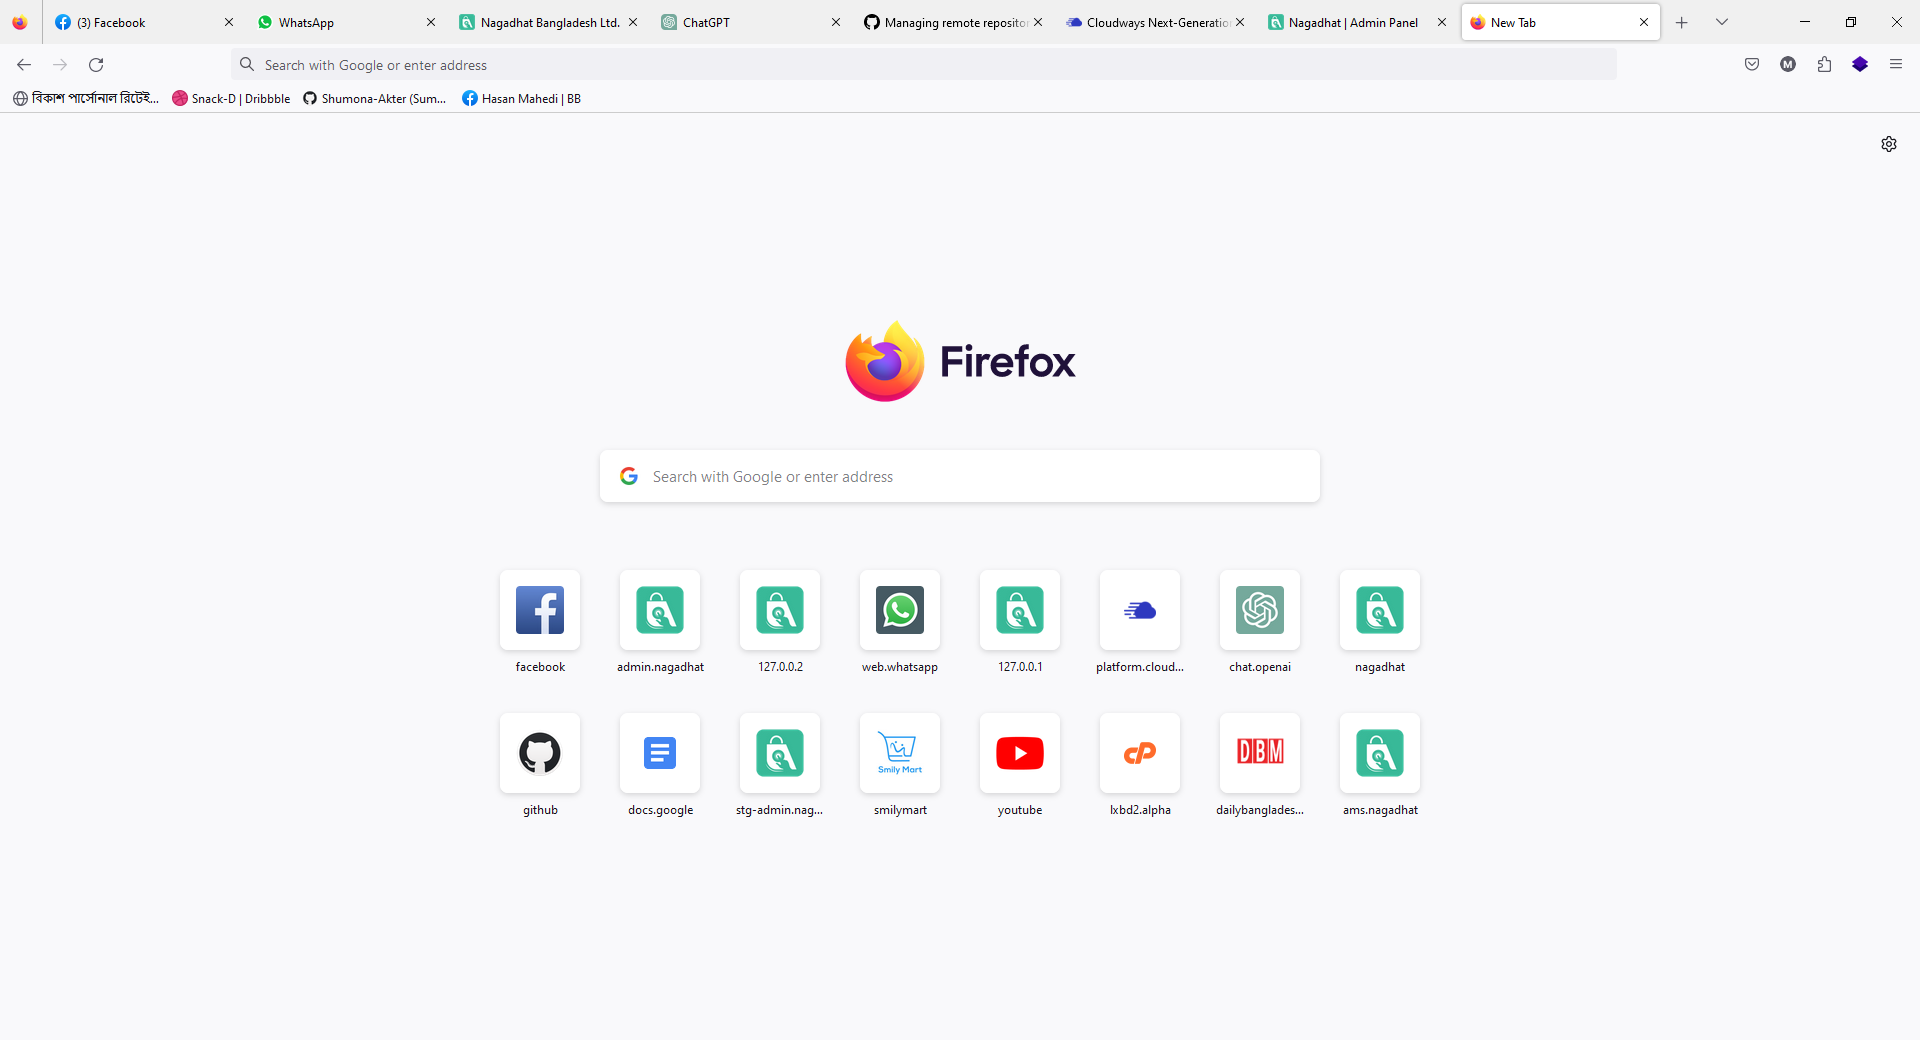 (3) Facebook
WhatsApp
Nagadhat Bangladesh Ltd.
ChatGPT
Managing remote repositor
Cloudways Next-Generation
Nagadhat | Admin Panel
New Tab
Search with Google or enter address
বিকাশ পার্সোনাল রিটেই...
Snack-D | Dribbble
Shumona-Akter (Sum...
Hasan Mahedi | BB
Firefox
Search with Google or enter address
facebook
admin.nagadhat
127.0.0.2
web.whatsapp
127.0.0.1
platform.cloud...
chat.openai
nagadhat
Smily Mart
DBM
github
docs.google
stg-admin.nag...
smilymart
youtube
lxbd2.alpha
dailybanglades...
ams.nagadhat